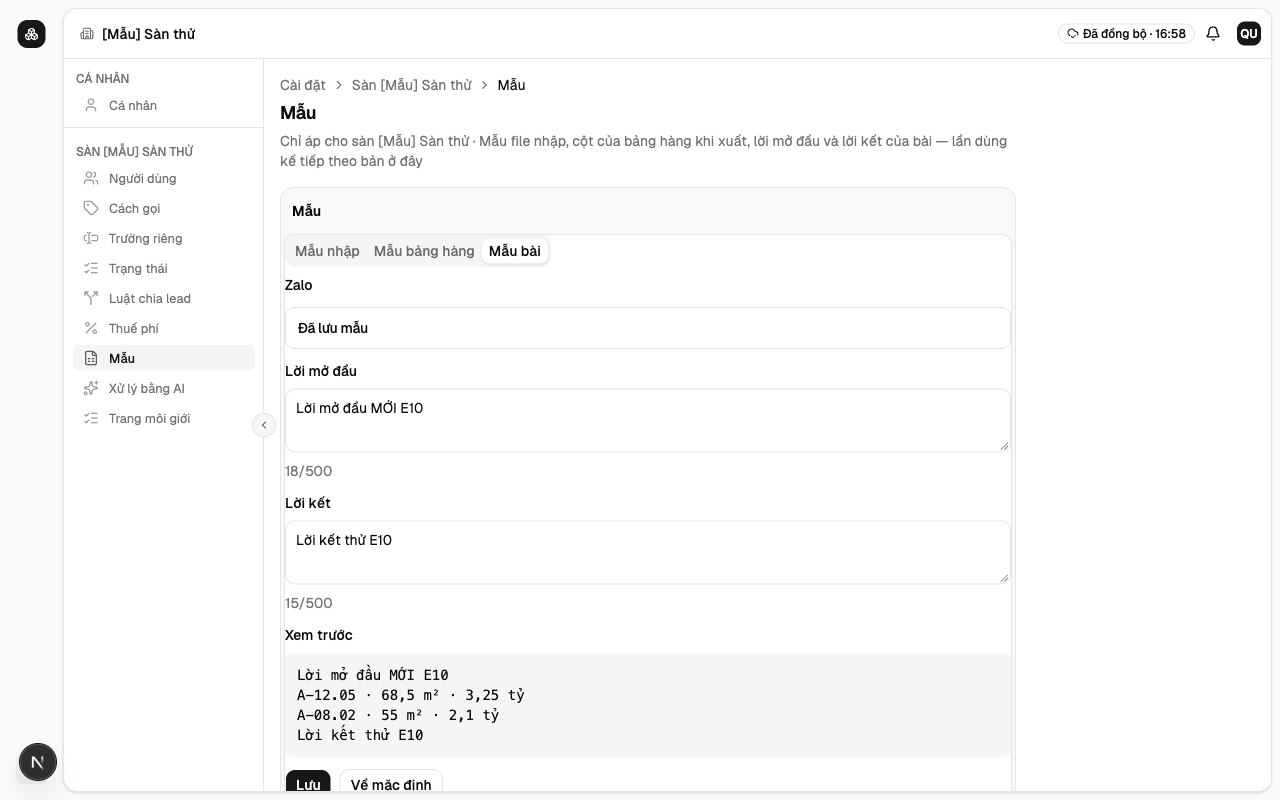 [Mẫu] Sàn thử
Đã đồng bộ · 16:58
QU
CÁ NHÂN
Cá nhân
SÀN [MẪU] SÀN THỬ
Người dùng
Cách gọi
Trường riêng
Trạng thái
Luật chia lead
Thuế phí
Mẫu
Xử lý bằng AI
Trang môi giới
N
Cài đặt > Sàn [Mẫu] Sàn thử > Mẫu
Mẫu
Chỉ áp cho sàn [Mẫu] Sàn thử · Mẫu file nhập, cột của bảng hàng khi xuất, lời mở đầu và lời kết của bài — lần dùng
kế tiếp theo bản ở đây
Mẫu
Mẫu nhập Mẫu bảng hàng Mẫu bài
Zalo
Đã lưu mẫu
Lời mở đầu
Lời mở đầu MỚI E10
18/500
Lời kết
Lời kết thử E10
15/500
Xem trước
Lời mở đầu MỚI E10
A-12.05 · 68,5 m² · 3,25 tỷ
A-08.02 · 55 m² · 2,1 tỷ
Lời kết thử E10
Lưu Về mặc định